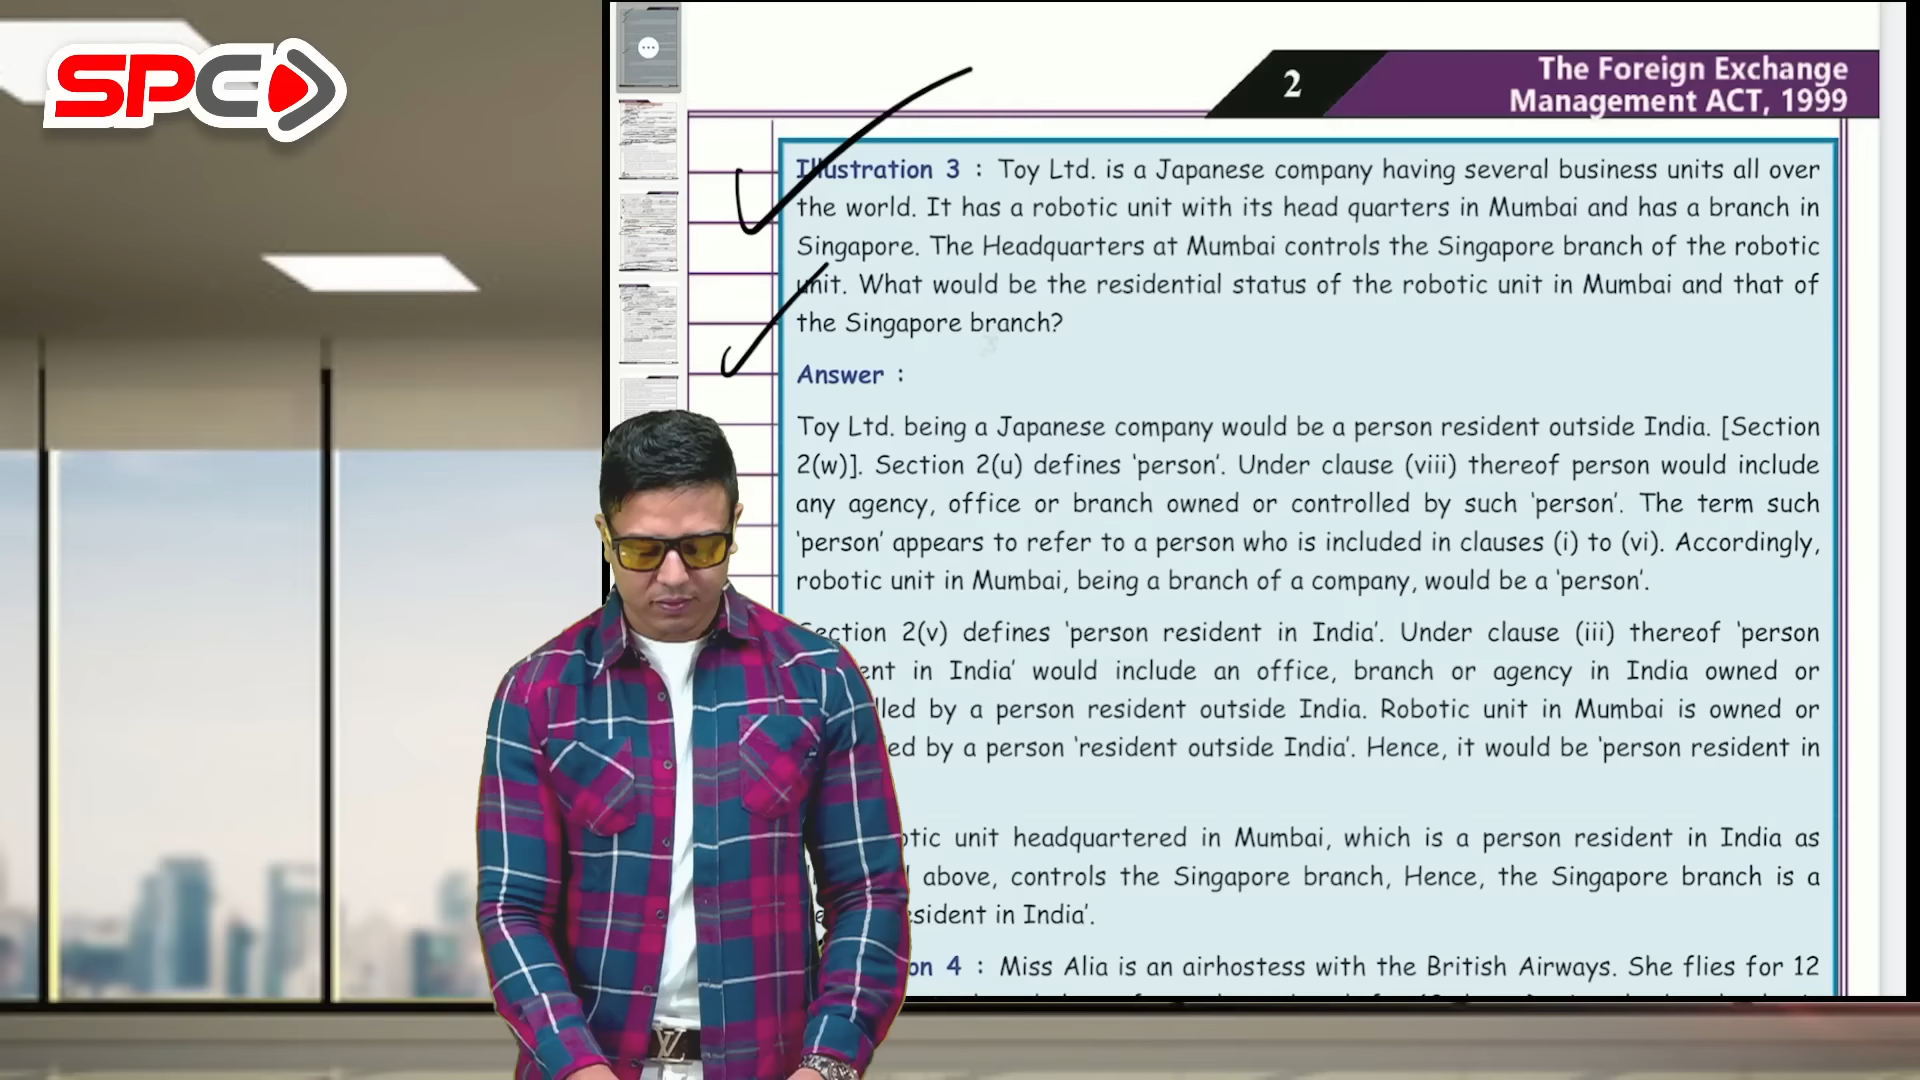 SPC
2
The Foreign Exchange
Management ACT, 1999
Illustration 3 : Toy Ltd. is a Japanese company having several business units all over
the world. It has a robotic unit with its head quarters in Mumbai and has a branch in
Singapore. The Headquarters at Mumbai controls the Singapore branch of the robotic
unit. What would be the residential status of the robotic unit in Mumbai and that of
the Singapore branch?
Answer :
Toy Ltd. being a Japanese company would be a person resident outside India. [Section
2(w)]. Section 2(u) defines ‘person’. Under clause (viii) thereof person would include
any agency, office or branch owned or controlled by such ‘person’. The term such
‘person’ appears to refer to a person who is included in clauses (i) to (vi). Accordingly,
robotic unit in Mumbai, being a branch of a company, would be a ‘person’.
Section 2(v) defines ‘person resident in India’. Under clause (iii) thereof ‘person
in India’ would include an office, branch or agency in India owned or
by a person resident outside India. Robotic unit in Mumbai is owned or
by a person ‘resident outside India’. Hence, it would be ‘person resident in
unit headquartered in Mumbai, which is a person resident in India as
above, controls the Singapore branch, Hence, the Singapore branch is a
in India’.
4 : Miss Alia is an airhostess with the British Airways. She flies for 12